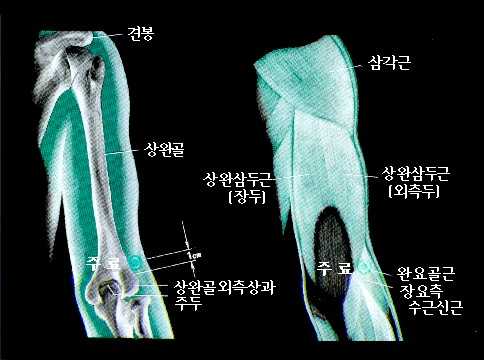 견봉
삼각근
상완골
상완삼두근
(장두)
상완삼두근
(외측두)
1cm
주 료
주 료
상완골외측상과
주두
완요골근
장요측
수근신근